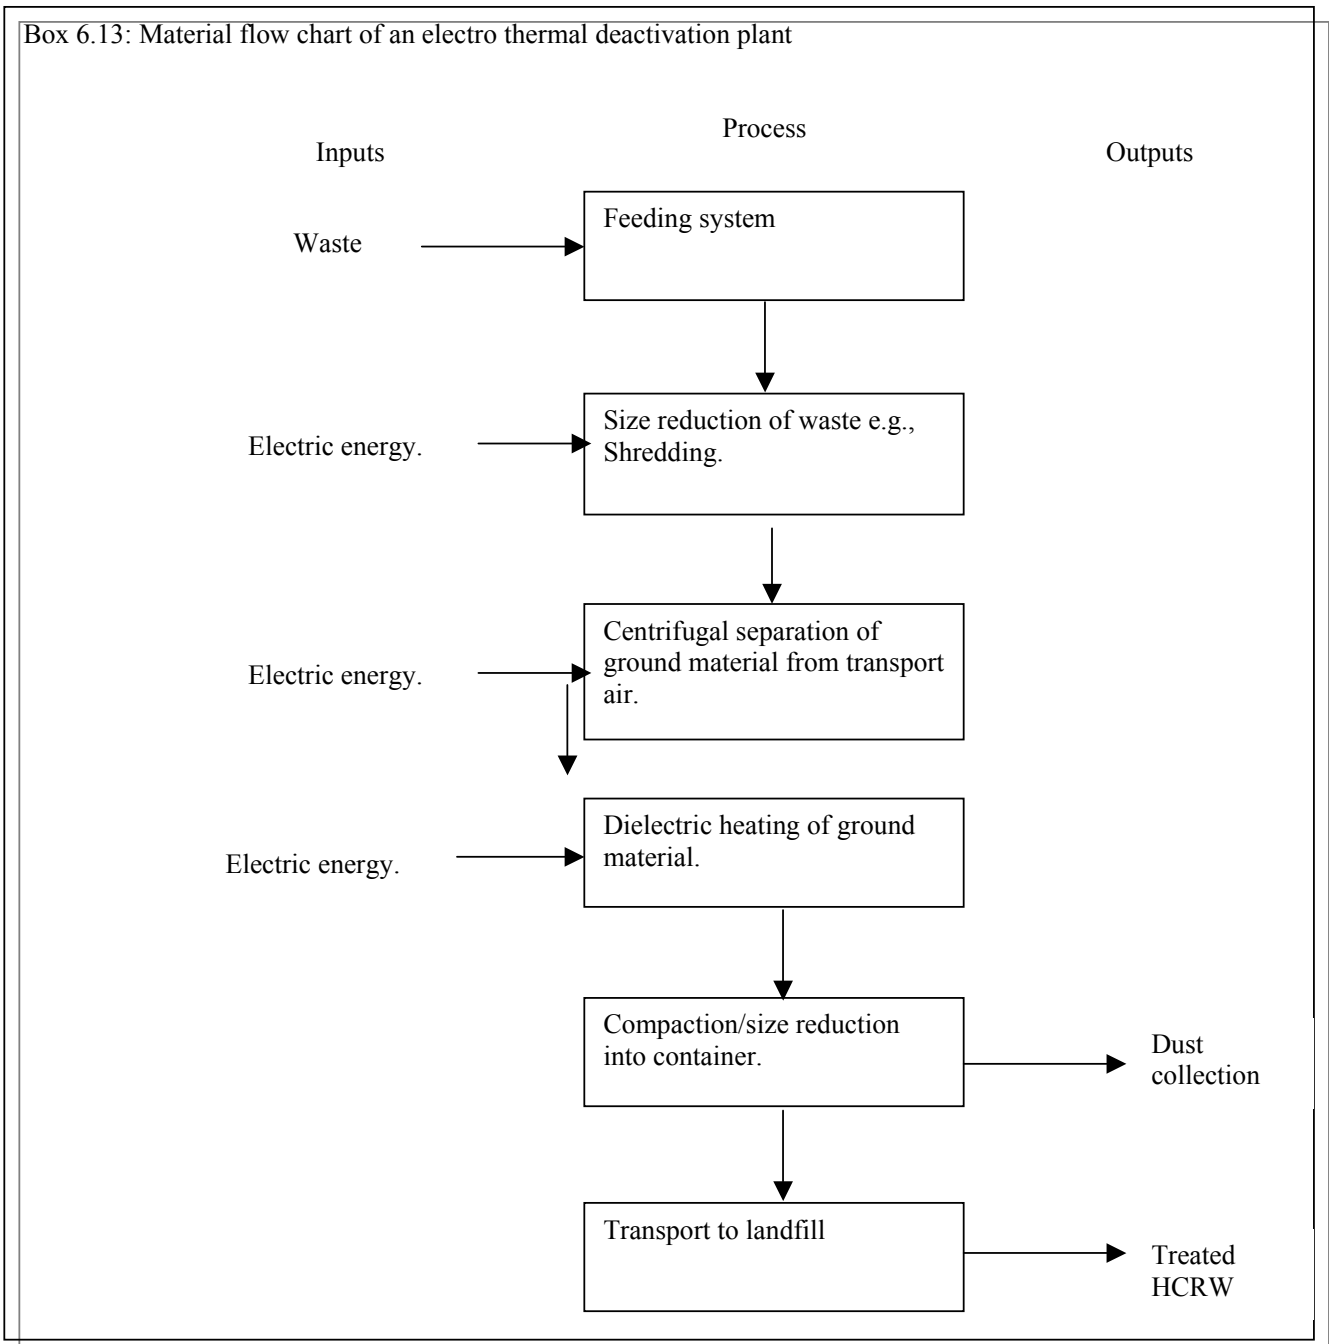 Box 6.13: Material flow chart of an electro thermal deactivation plant
Process
Inputs
Outputs
Feeding system
Waste
Size reduction of waste e.g.,
Shredding.
Electric energy.
Centrifugal separation of
ground material from transport
air.
Electric energy.
Dielectric heating of ground
material.
Electric energy.
Compaction/size reduction
into container.
Dust
collection
Transport to landfill
Treated
HCRW